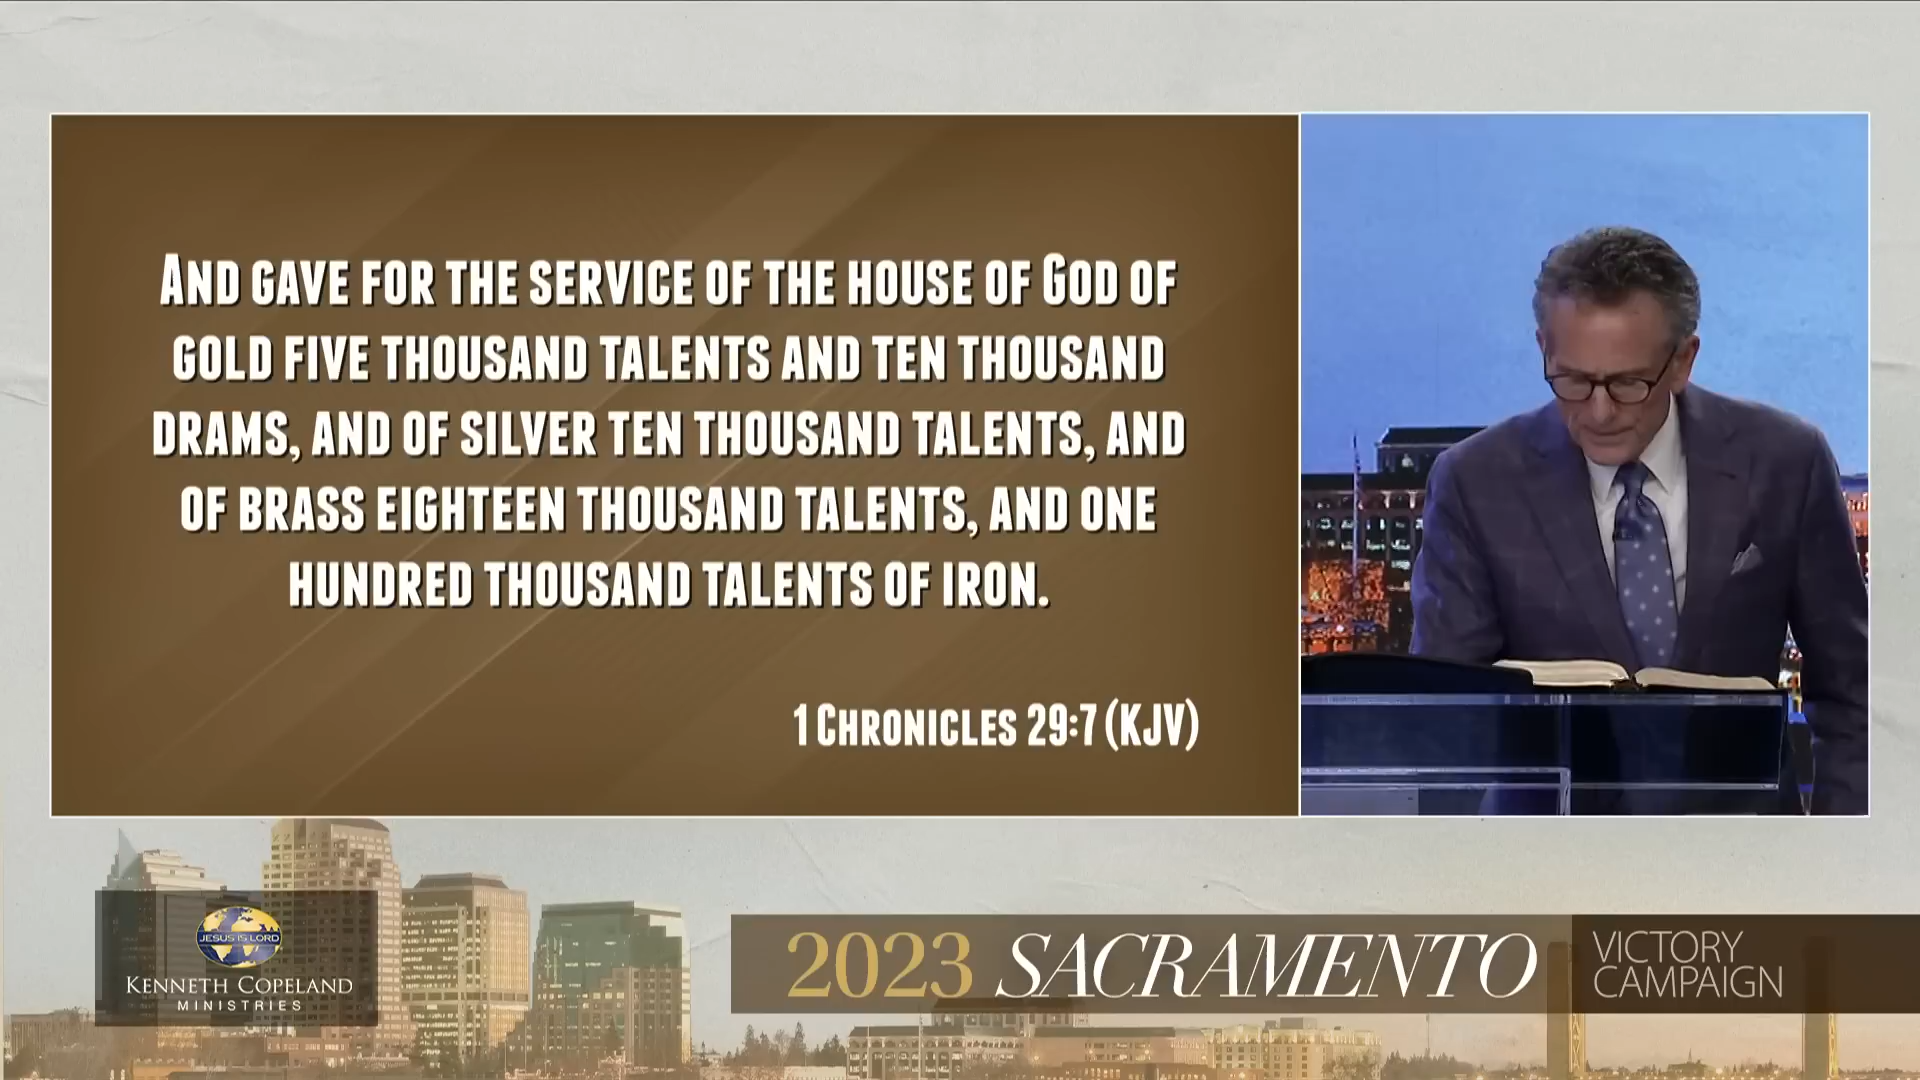 And gave for the service of the house of God of
gold five thousand talents and ten thousand
drams, and of silver ten thousand talents, and
of brass eighteen thousand talents, and one
hundred thousand talents of iron.
1 Chronicles 29:7 (KJV)
JESUS IS LORD
KENNETH COPELAND
MINISTRIES
2023 SACRAMENTO
VICTORY
CAMPAIGN